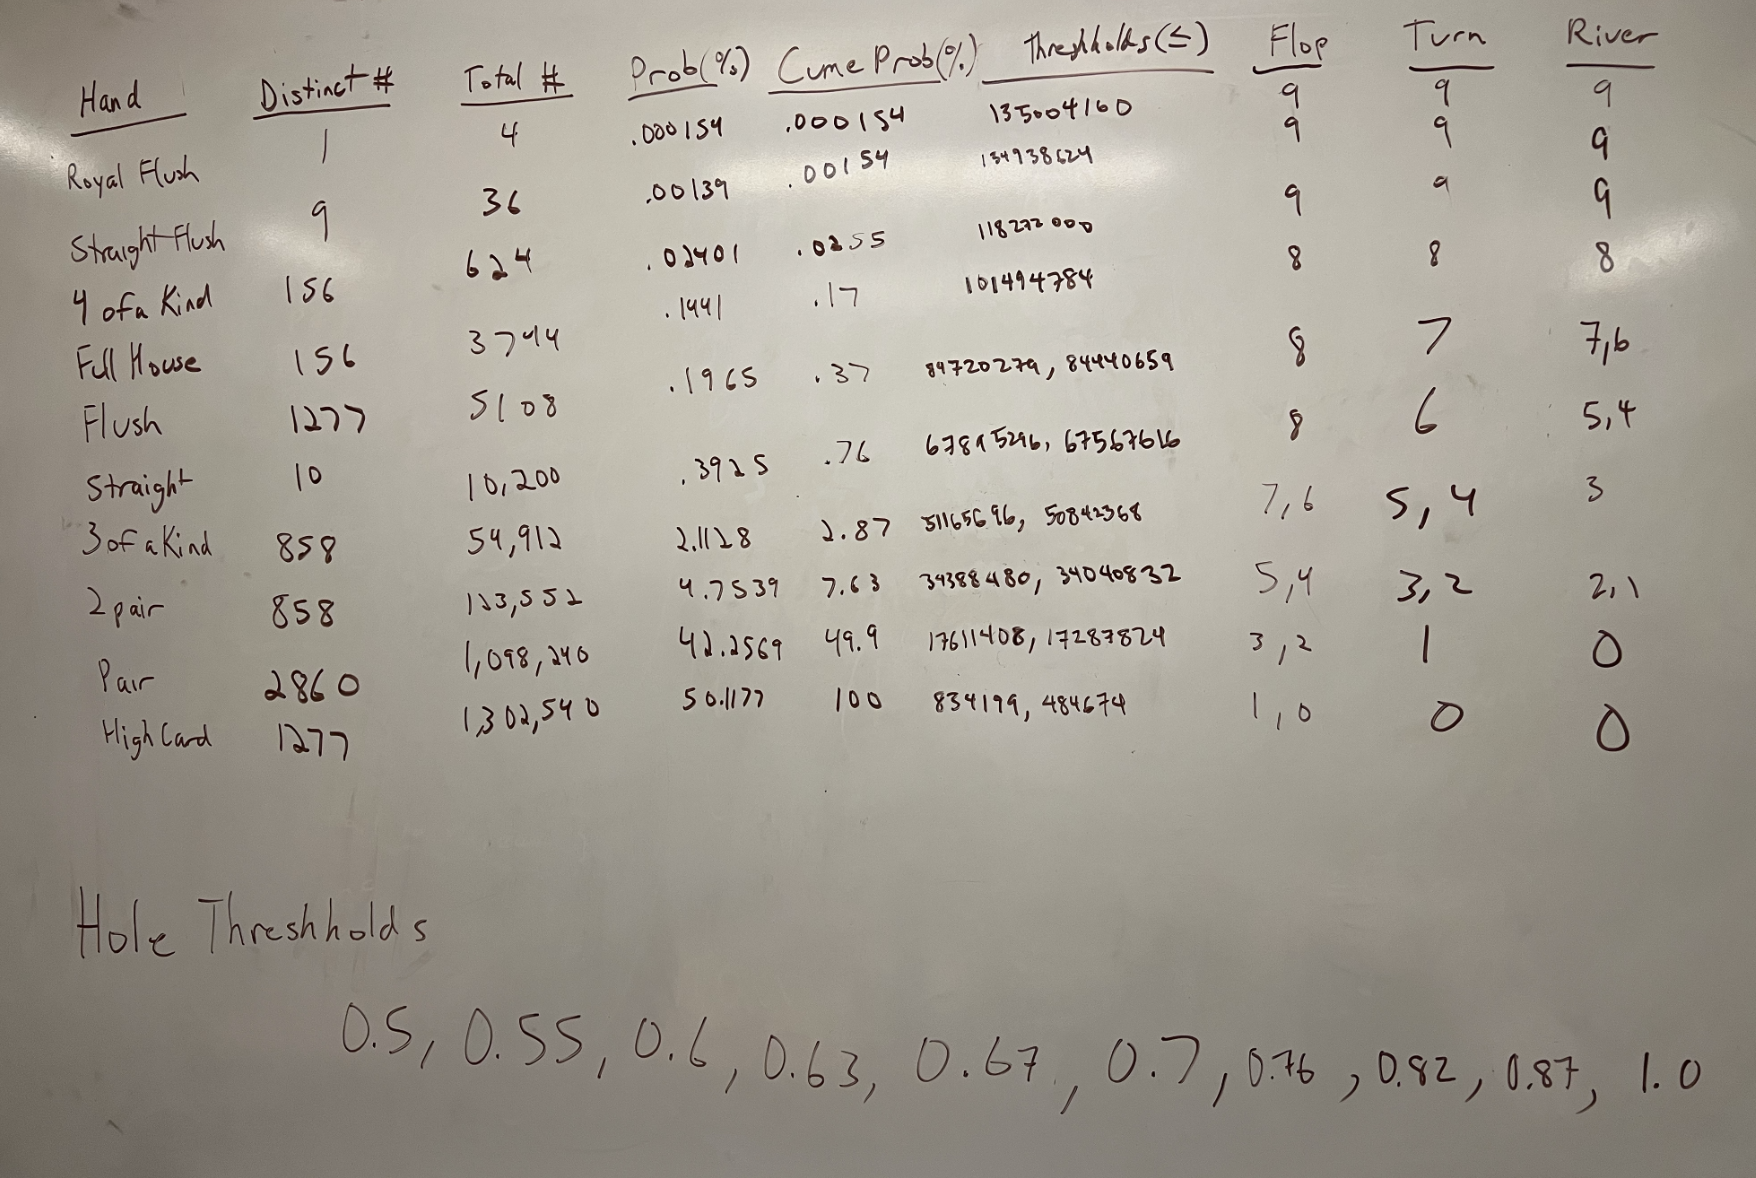 Hand Distinct # Total # Prob(%) Cume Prob(%) Threshholds(≤) Flop Turn River
Royal Flush 1 4 .000154 .000154 135004160 9 9 9
Straight Flush 9 36 .00139 .00154 134938624 9 9 9
4 of a Kind 156 624 .02401 .0255 118272000 9 9 9
Full House 156 3744 .1441 .17 101494784 8 8 8
Flush 1277 5108 .1965 .37 84720279, 84440659 8 7 7,6
Straight 10 10,200 .3925 .76 67895296, 67567616 8 6 5,4
3 of a Kind 858 54,912 2.1128 2.87 51165696, 50842368 7,6 5,4 3
2 pair 858 123,552 4.7539 7.63 34388480, 34040832 5,4 3,2 2,1
Pair 2860 1,098,240 42.2569 49.9 17611408, 17287824 3,2 1 0
High Card 1277 1,302,540 50.1177 100 834199, 484674 1,0 0 0
Hole Threshholds
0.5, 0.55, 0.6, 0.63, 0.67, 0.7, 0.76, 0.82, 0.87, 1.0